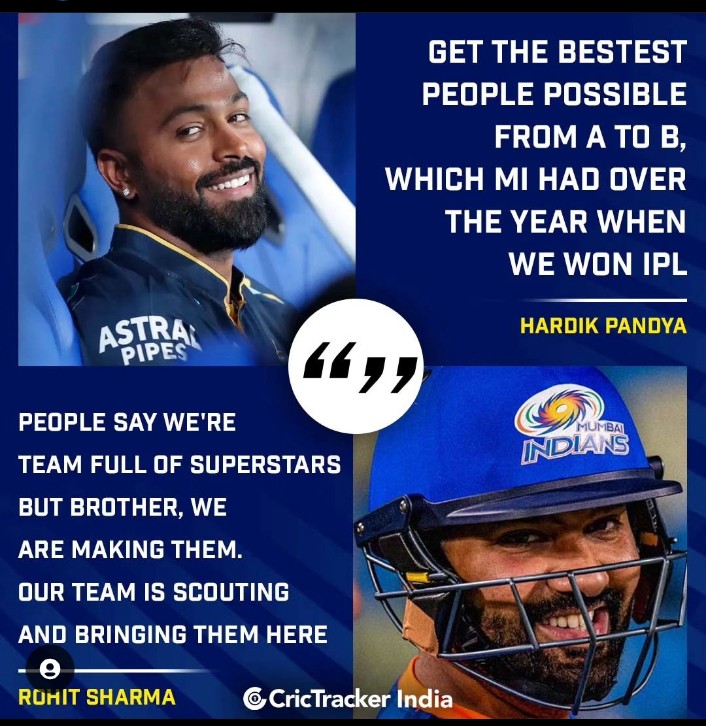 GET THE BESTEST
PEOPLE POSSIBLE
FROM A TO B,
WHICH MI HAD OVER
THE YEAR WHEN
WE WON IPL
HARDIK PANDYA
ASTRAL
PIPES
“ ,,
MUMBAI
INDIANS
PEOPLE SAY WE'RE
TEAM FULL OF SUPERSTARS
BUT BROTHER, WE
ARE MAKING THEM.
OUR TEAM IS SCOUTING
AND BRINGING THEM HERE
ROHIT SHARMA
CricTracker India